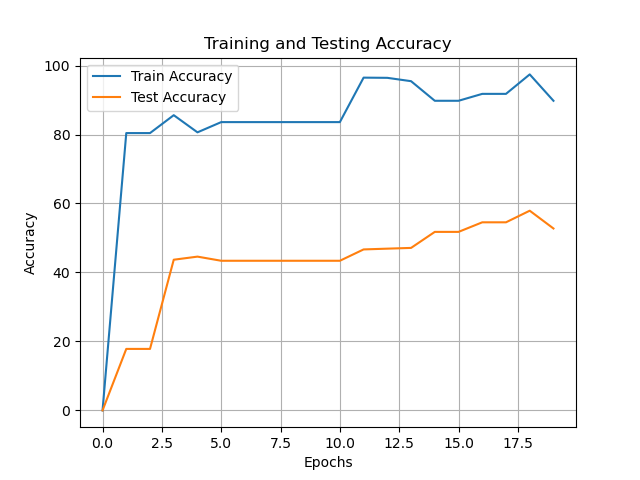 Training and Testing Accuracy
Train Accuracy
Test Accuracy
100
80
60
40
20
0
Accuracy
0.0 2.5 5.0 7.5 10.0 12.5 15.0 17.5
Epochs